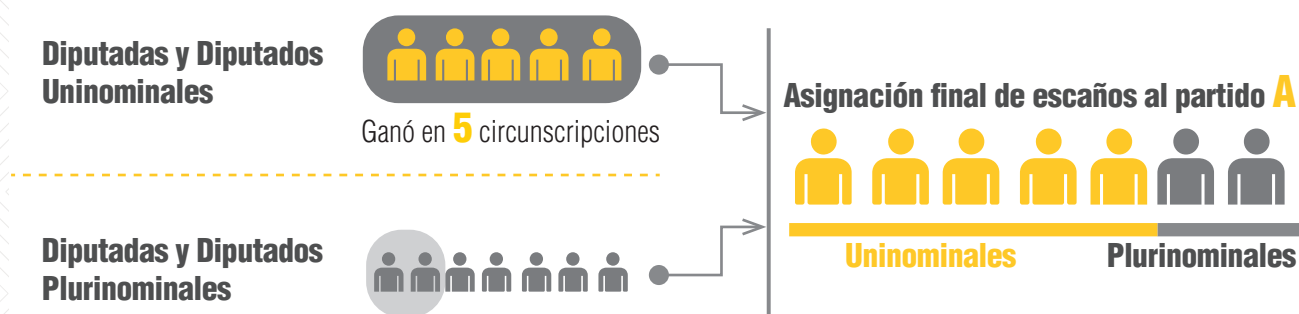 Diputadas y Diputados
Uninominales
Ganó en 5 circunscripciones
Diputadas y Diputados
Plurinominales
Asignación final de escaños al partido A
Uninominales
Plurinominales